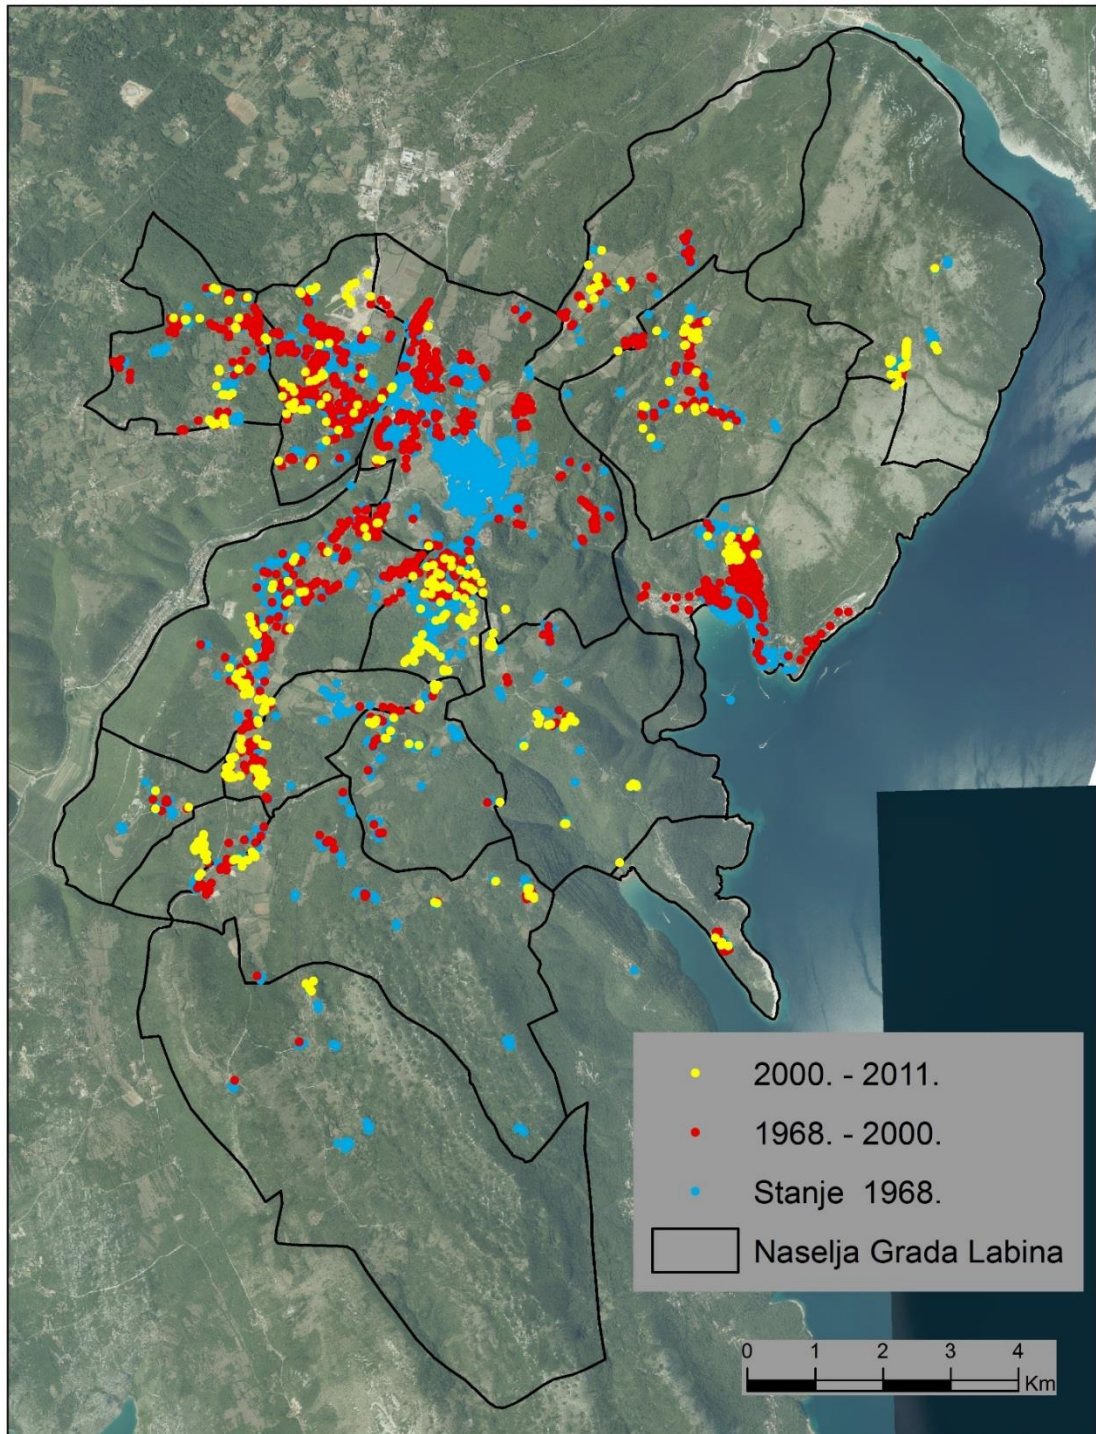 2000. - 2011.
1968. - 2000.
Stanje 1968.
Naselja Grada Labina
0 1 2 3 4
Km